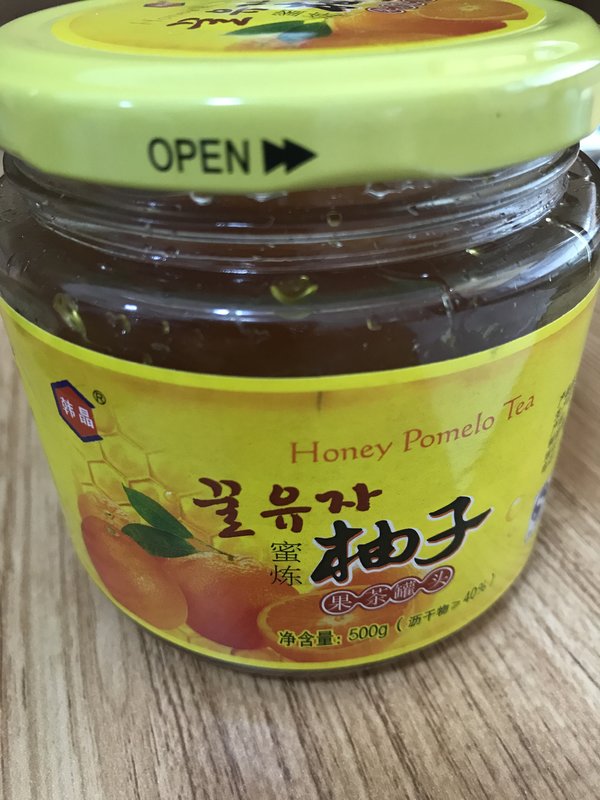 OPEN
韩晶®
Honey Pomelo Tea
꿀유자
蜜炼
柚子
果茶罐头
净含量: 500g (沥干物≥40%)